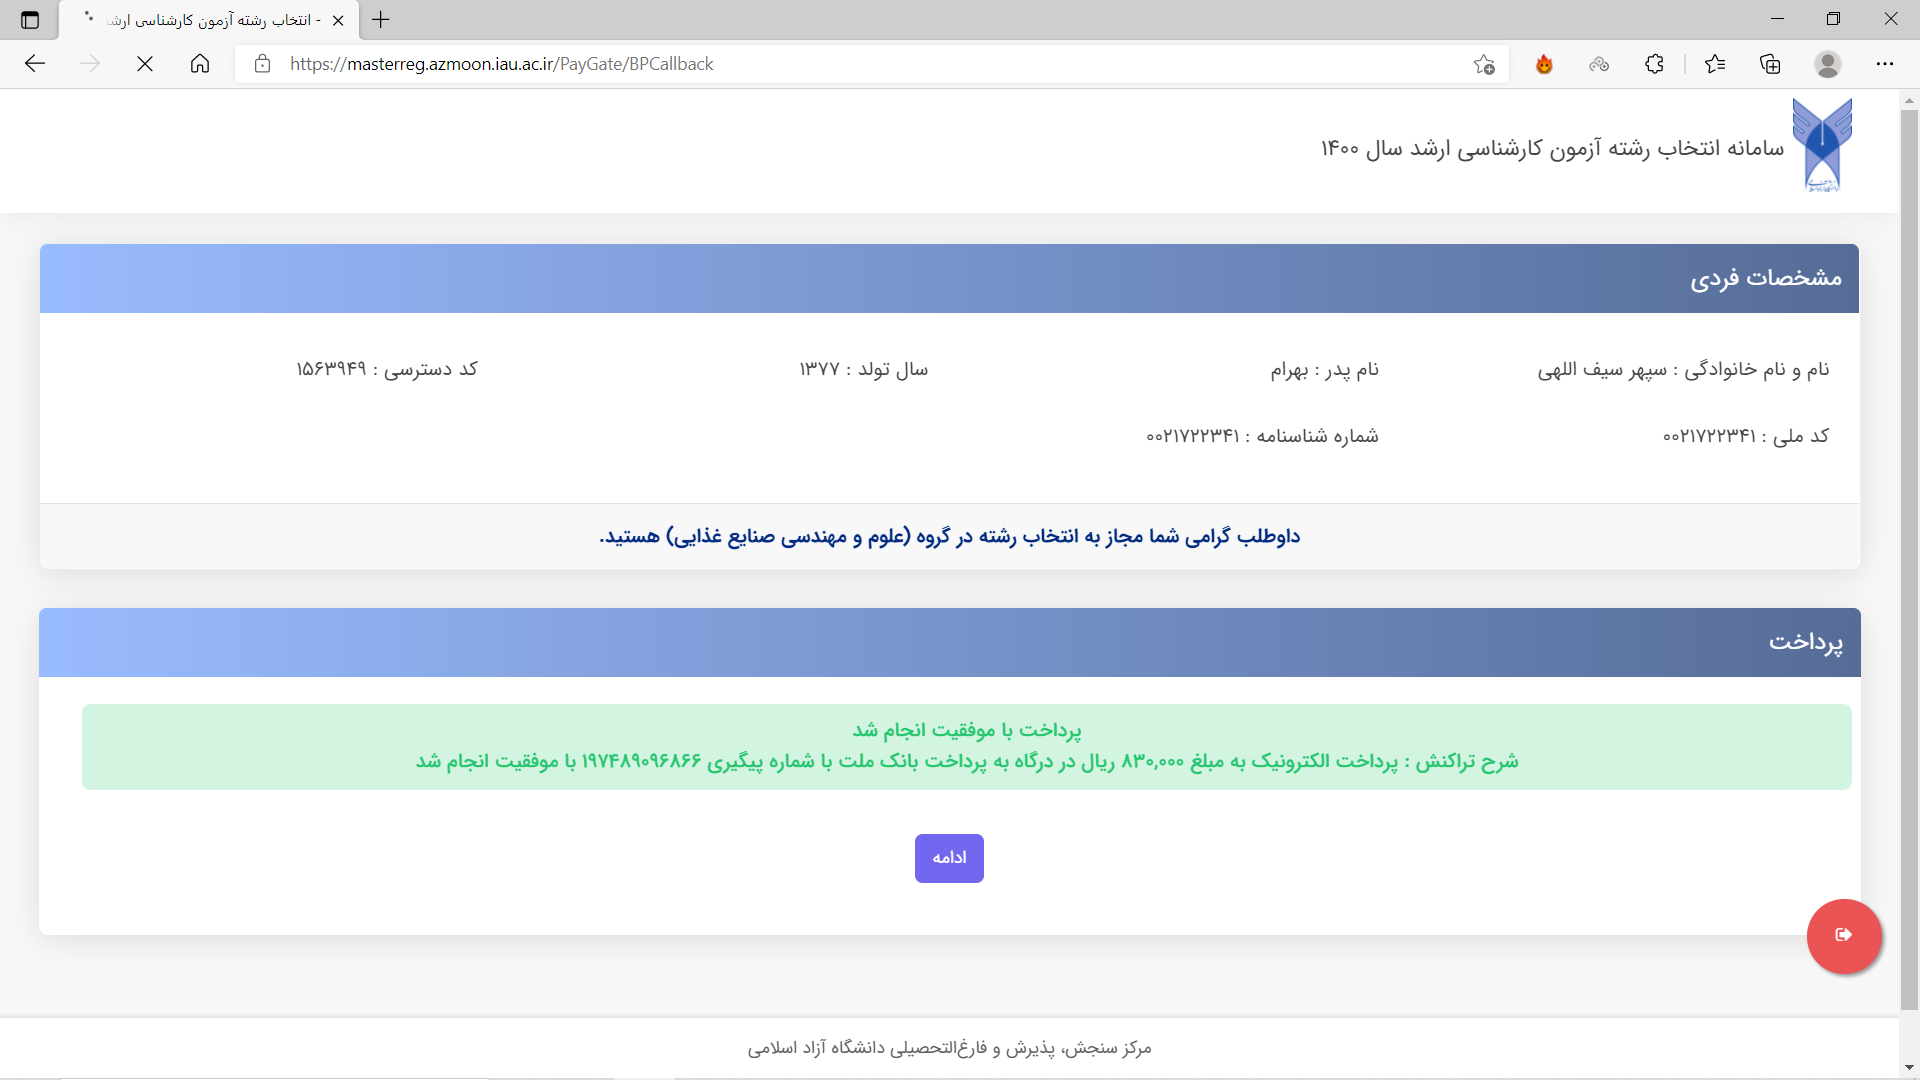 - انتخاب رشته آزمون کارشناسی ارشد
https://masterreg.azmoon.iau.ac.ir/PayGate/BPCallback
سامانه انتخاب رشته آزمون کارشناسی ارشد سال ۱۴۰۰
مشخصات فردی
نام و نام خانوادگی : سپهر سیف اللهی
نام پدر : بهرام
سال تولد : ۱۳۷۷
کد دسترسی : ۱۵۶۳۹۴۹
کد ملی : ۰۰۲۱۷۲۲۳۴۱
شماره شناسنامه : ۰۰۲۱۷۲۲۳۴۱
داوطلب گرامی شما مجاز به انتخاب رشته در گروه (علوم و مهندسی صنایع غذایی) هستید.
پرداخت
پرداخت با موفقیت انجام شد
شرح تراکنش : پرداخت الکترونیک به مبلغ ۸۳۰,۰۰۰ ریال در درگاه به پرداخت بانک ملت با شماره پیگیری ۱۹۷۴۸۹۰۹۶۸۶۶ با موفقیت انجام شد
ادامه
مرکز سنجش، پذیرش و فارغ‌التحصیلی دانشگاه آزاد اسلامی